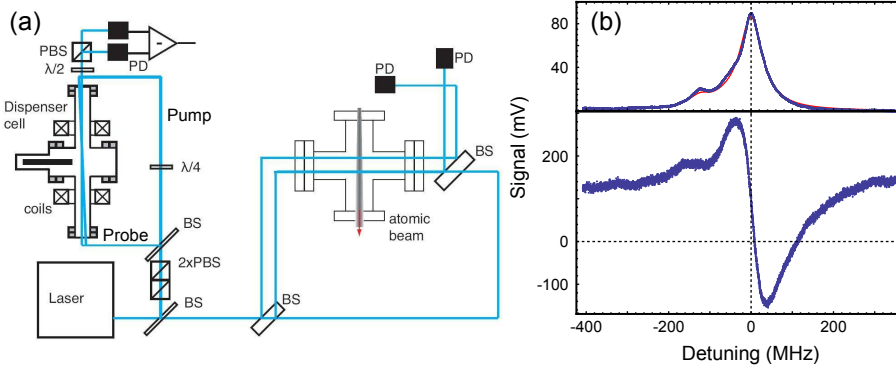 (a)
PBS
PD
λ/2
Dispenser
cell
Pump
coils
λ/4
Probe
BS
2xPBS
BS
Laser
PD
PD
BS
atomic
beam
BS
(b)
80
40
200
0
-100
-400
-200
0
200
Signal (mV)
Detuning (MHz)